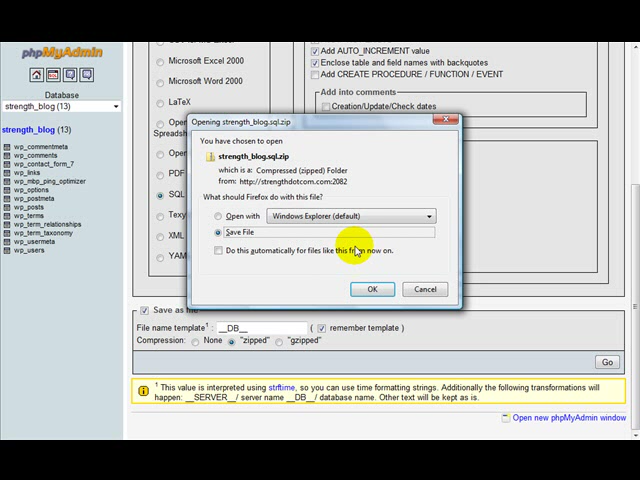 phpMyAdmin
Database
strength_blog (13)
strength_blog (13)
wp_commentmeta
wp_comments
wp_contact_form_7
wp_links
wp_mbp_ping_optimizer
wp_options
wp_postmeta
wp_posts
wp_terms
wp_term_relationships
wp_term_taxonomy
wp_usermeta
wp_users
Microsoft Excel 2000
Microsoft Word 2000
LaTeX
Spreadsh
PDF
SQL
Texy
XML
YAM
Add AUTO_INCREMENT value
Enclose table and field names with backquotes
Add CREATE PROCEDURE / FUNCTION / EVENT
Add into comments
Creation/Update/Check dates
Opening strength_blog.sql.zip
You have chosen to open
strength_blog.sql.zip
which is a: Compressed (zipped) Folder
from: http://strengthdotcom.com:2082
What should Firefox do with this file?
Open with Windows Explorer (default)
Save File
Do this automatically for files like this from now on.
OK Cancel
Save as file
File name template1 : __DB__ ( remember template )
Compression: None "zipped" "gzipped"
Go
1 This value is interpreted using strftime, so you can use time formatting strings. Additionally the following transformations will
happen: __SERVER__/ server name __DB__/ database name. Other text will be kept as is.
Open new phpMyAdmin window